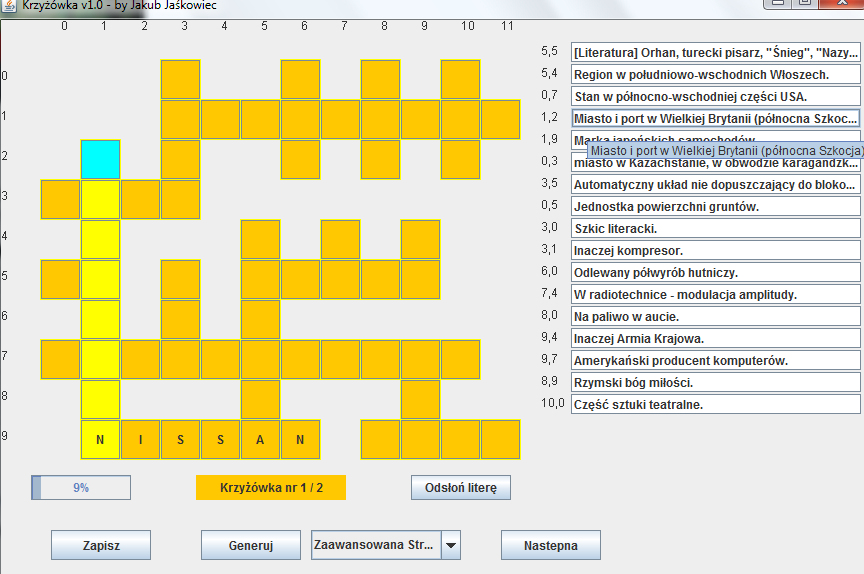 Krzyżówka v1.0 - by Jakub Jaśkowiec
0 1 2 3 4 5 6 7 8 9 10 11
0
1
2
3
4
5
6
7
8
9
N I S S A N
5,5 [Literatura] Orhan, turecki pisarz, "Śnieg", "Nazy...
5,4 Region w południowo-wschodnich Włoszech.
0,7 Stan w północno-wschodniej części USA.
1,2 Miasto i port w Wielkiej Brytanii (północna Szkoc...
1,9 Marka japońskich samochodów.
Miasto i port w Wielkiej Brytanii (północna Szkocja)
0,3 miasto w Kazachstanie, w obwodzie karagandzk...
3,5 Automatyczny układ nie dopuszczający do bloko...
0,5 Jednostka powierzchni gruntów.
3,0 Szkic literacki.
3,1 Inaczej kompresor.
6,0 Odlewany półwyrób hutniczy.
7,4 W radiotechnice - modulacja amplitudy.
8,0 Na paliwo w aucie.
9,4 Inaczej Armia Krajowa.
9,7 Amerykański producent komputerów.
8,9 Rzymski bóg miłości.
10,0 Część sztuki teatralne.
9%
Krzyżówka nr 1 / 2
Odsłoń literę
Zapisz
Generuj
Zaawansowana Str...
Nastepna